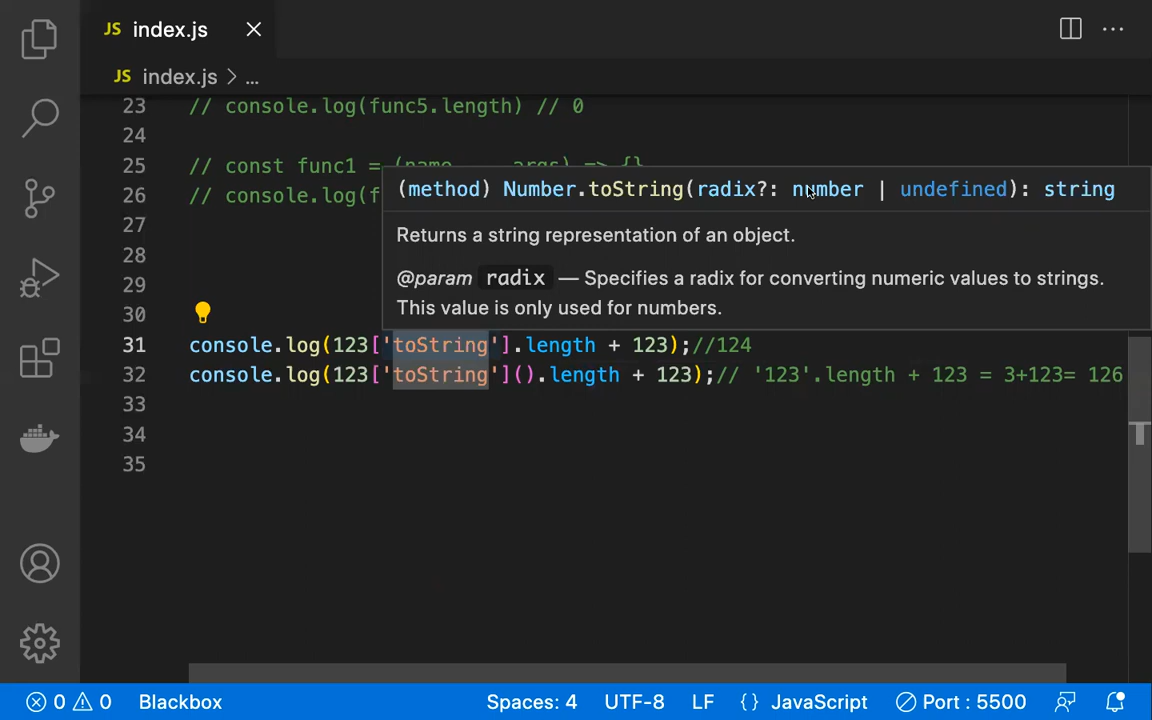 JS index.js
JS index.js > ...
23 // console.log(func5.length) // 0
24
25 // const func1 = (name, ...args) => {}
26 // console.log(f
(method) Number.toString(radix?: number | undefined): string
Returns a string representation of an object.
@param radix — Specifies a radix for converting numeric values to strings.
This value is only used for numbers.
27
28
29
30
31 console.log(123['toString'].length + 123);//124
32 console.log(123['toString']().length + 123);// '123'.length + 123 = 3+123= 126
33
34
35
0 0 Blackbox Spaces: 4 UTF-8 LF {} JavaScript Port : 5500